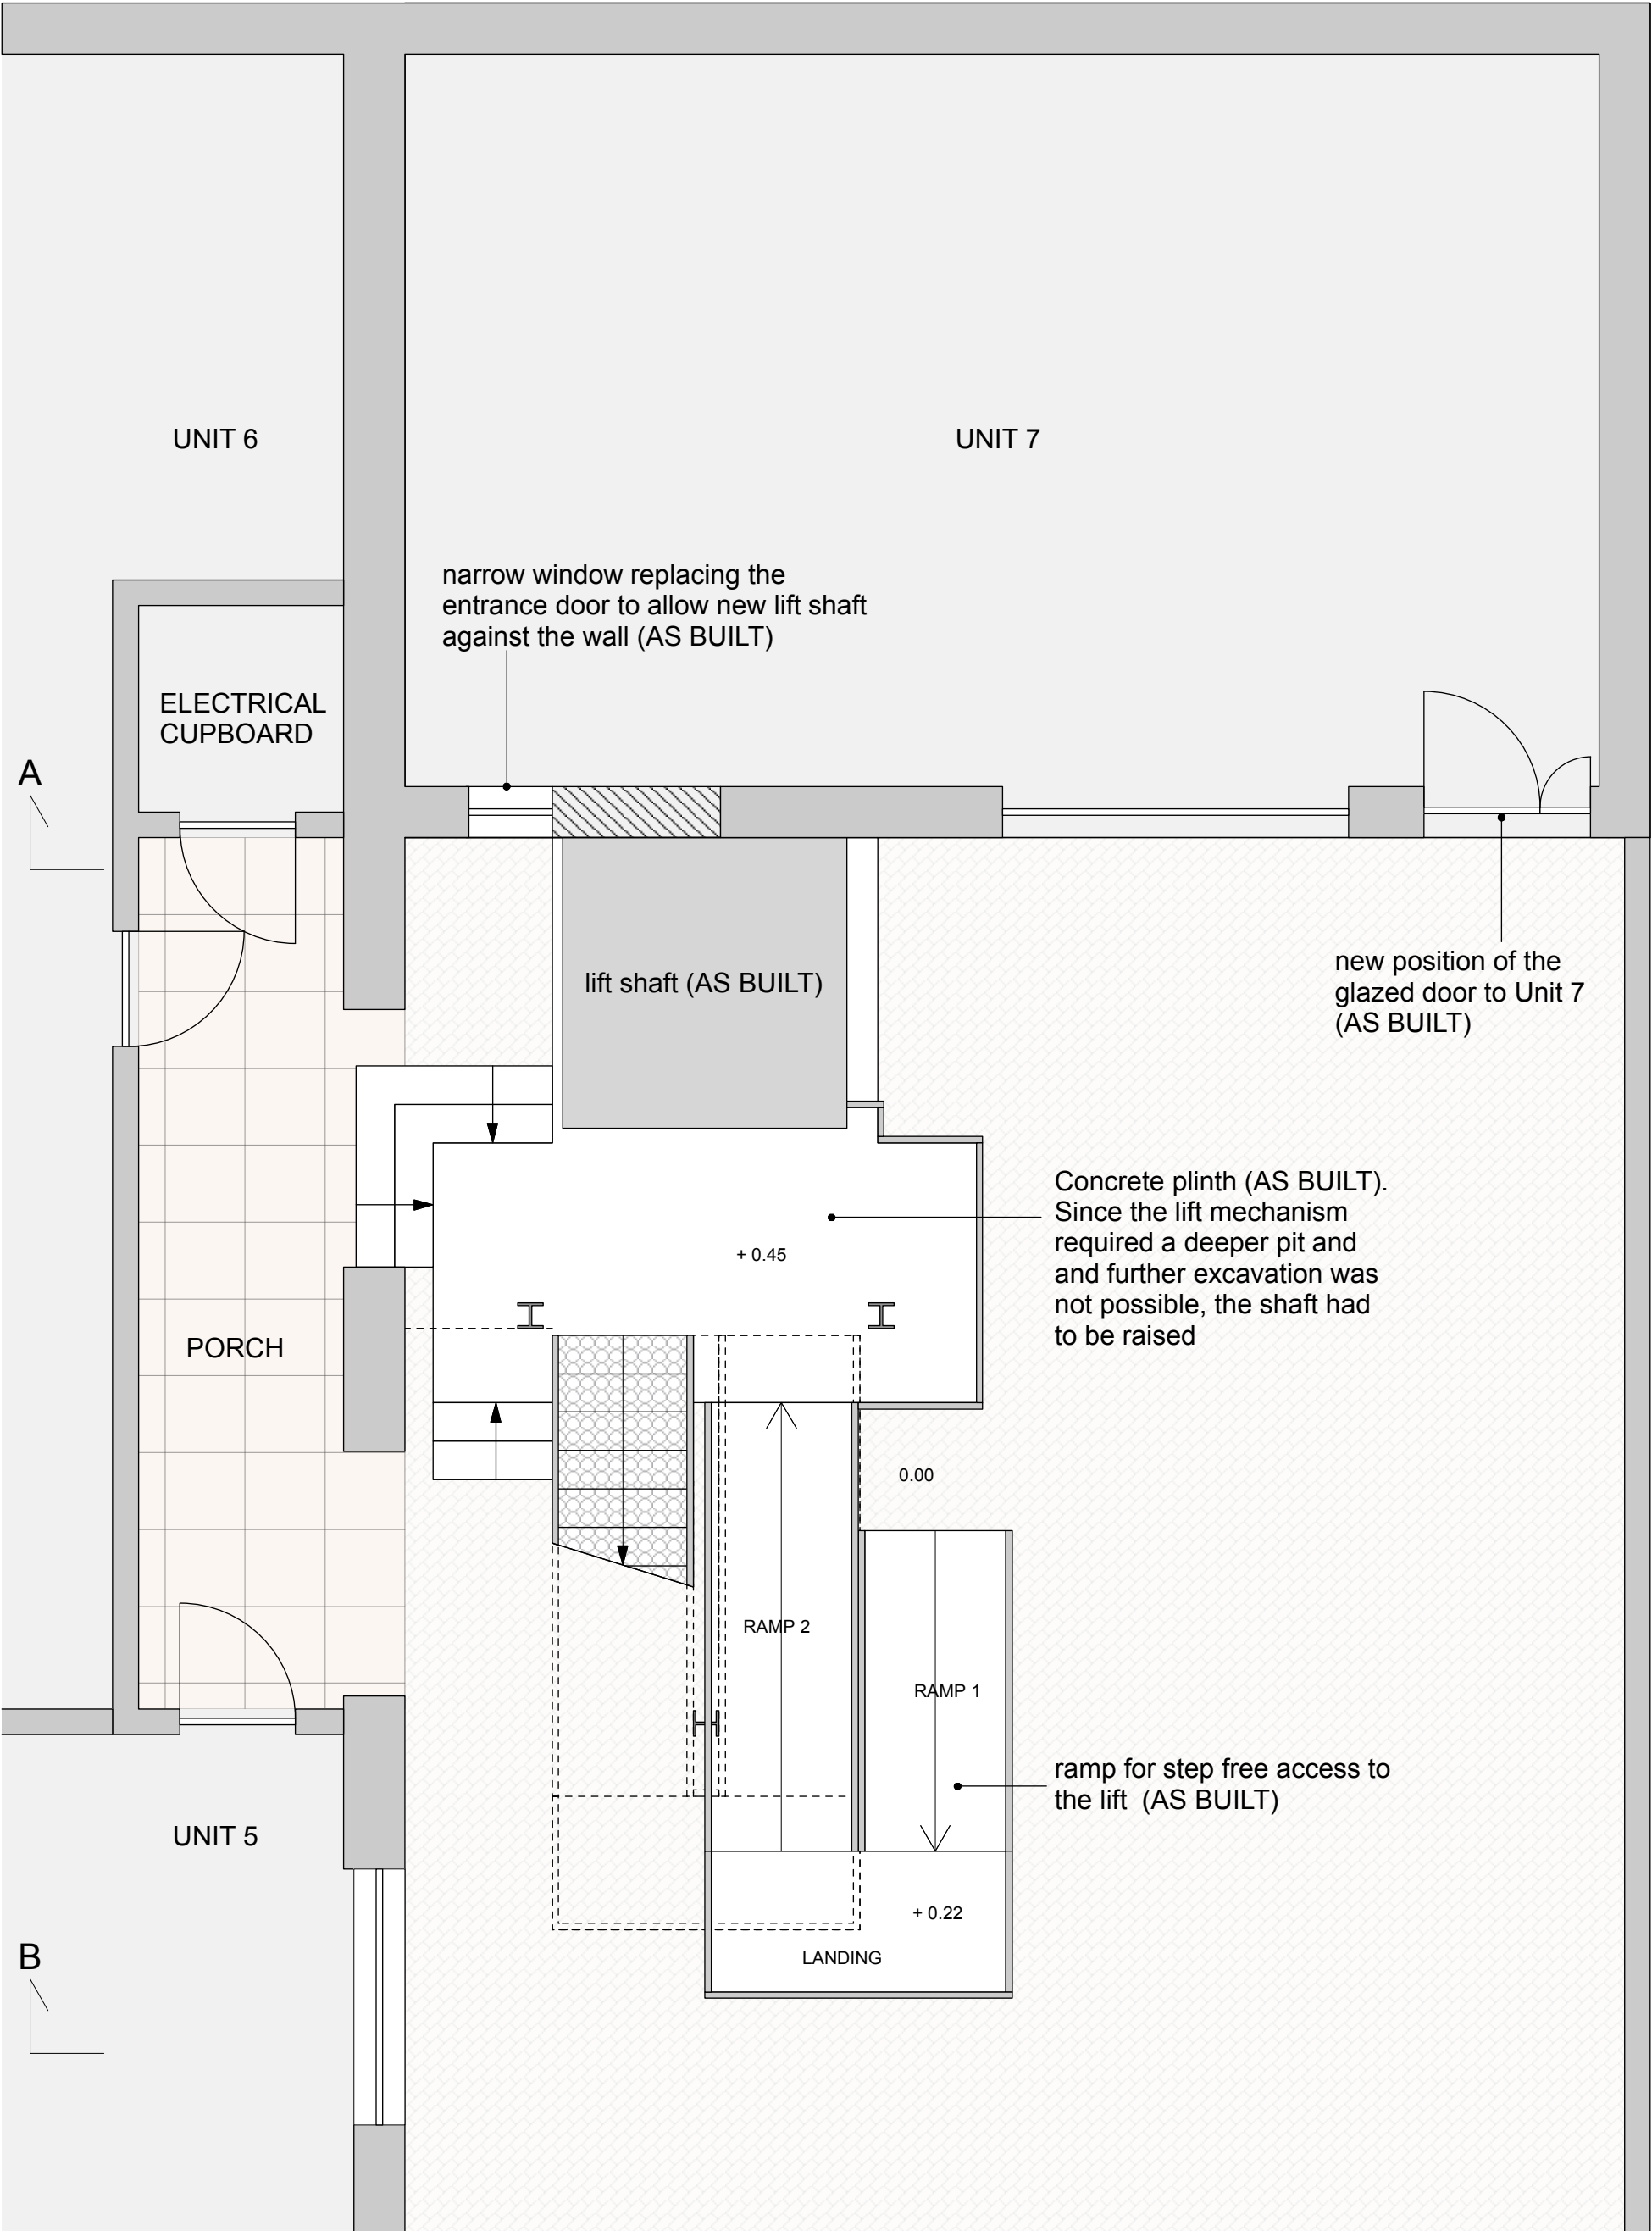 UNIT 6
UNIT 7
narrow window replacing the
entrance door to allow new lift shaft
against the wall (AS BUILT)
ELECTRICAL
CUPBOARD
A
lift shaft (AS BUILT)
new position of the
glazed door to Unit 7
(AS BUILT)
Concrete plinth (AS BUILT).
Since the lift mechanism
required a deeper pit and
and further excavation was
not possible, the shaft had
to be raised
+ 0.45
PORCH
0.00
RAMP 2
RAMP 1
ramp for step free access to
the lift (AS BUILT)
UNIT 5
+ 0.22
B
LANDING